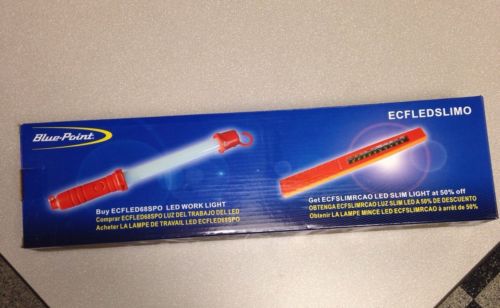 Blue-Point.
ECFLEDSLIMO
Buy ECFLED68SPO LED WORK LIGHT
Comprar ECFLED68SPO LUZ DEL TRABAJO DEL LED
Acheter LA LAMPE DE TRAVAIL LED ECFLED68SPO
Get ECFSLIMRCAO LED SLIM LIGHT at 50% off
OBTENGA ECFSLIMRCAO LUZ SLIM LED A 50% DE DESCUENTO
Obtenir LA LAMPE MINCE LED ECFSLIMRCAO à arrêt de 50%